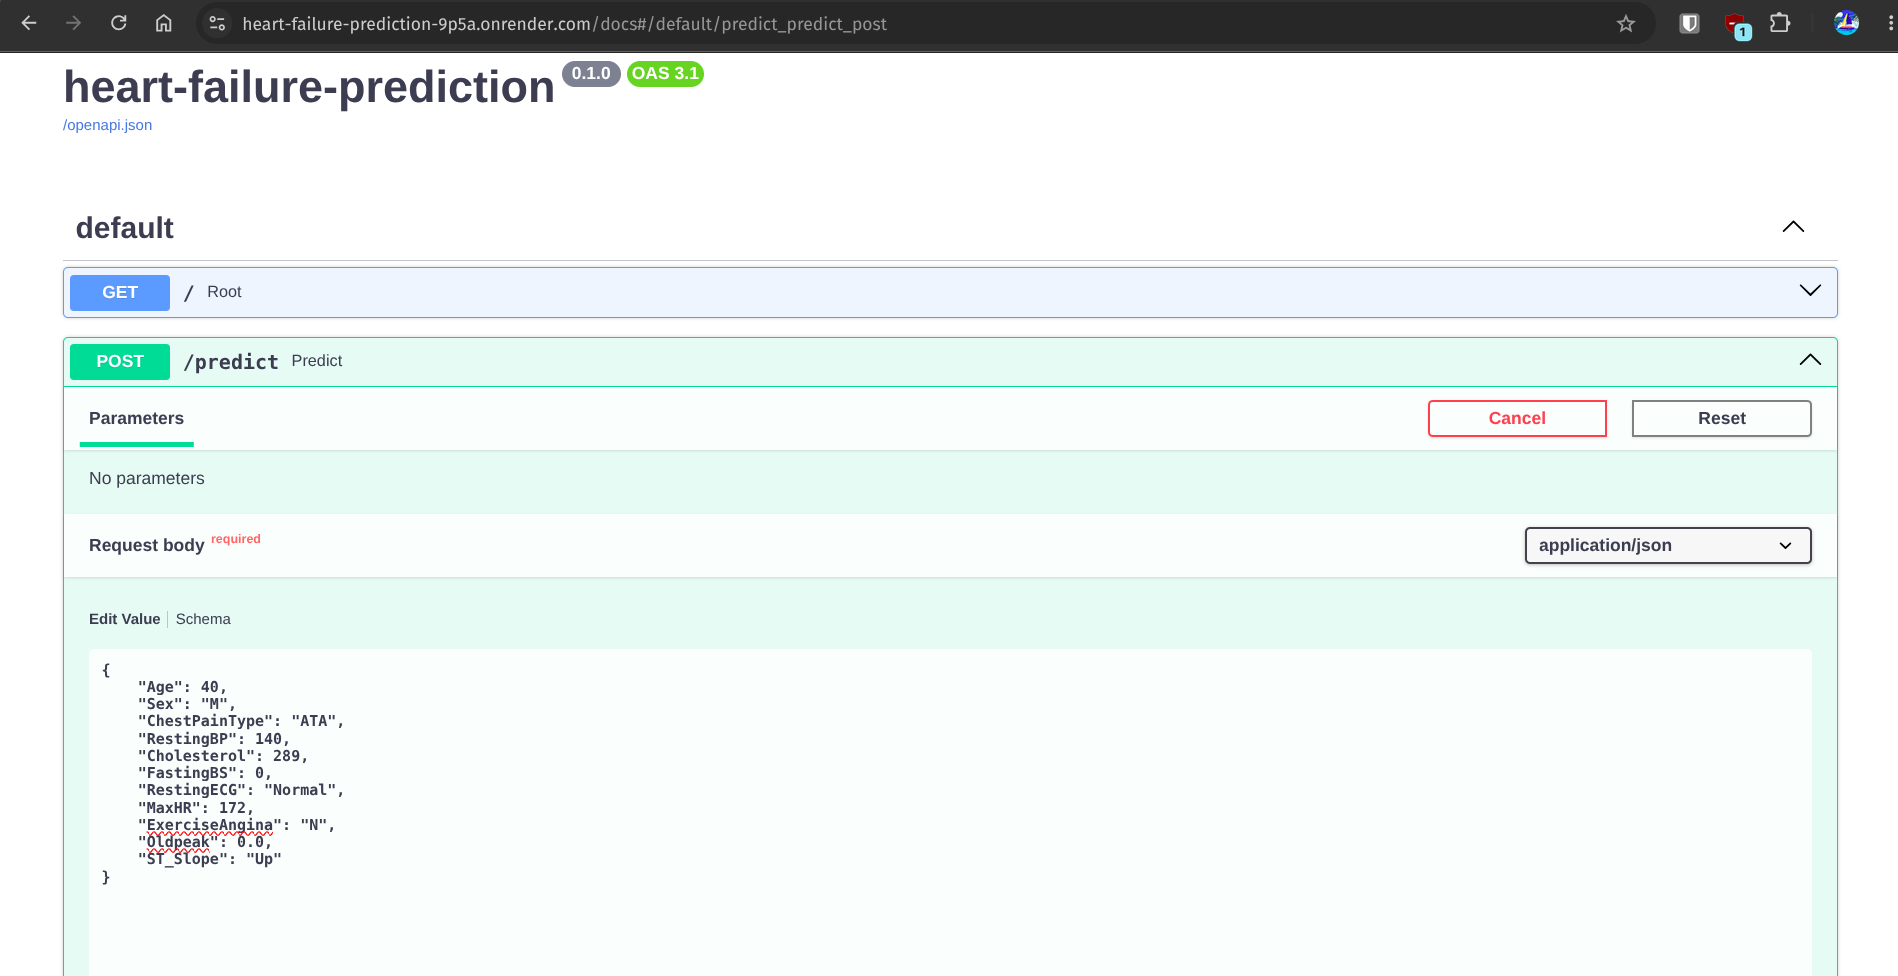 heart-failure-prediction-9p5a.onrender.com/docs#/default/predict_predict_post
1
heart-failure-prediction 0.1.0 OAS 3.1
/openapi.json
default
GET / Root
POST /predict Predict
Parameters Cancel Reset
No parameters
Request body required application/json
Edit Value Schema
{
    "Age": 40,
    "Sex": "M",
    "ChestPainType": "ATA",
    "RestingBP": 140,
    "Cholesterol": 289,
    "FastingBS": 0,
    "RestingECG": "Normal",
    "MaxHR": 172,
    "ExerciseAngina": "N",
    "Oldpeak": 0.0,
    "ST_Slope": "Up"
}